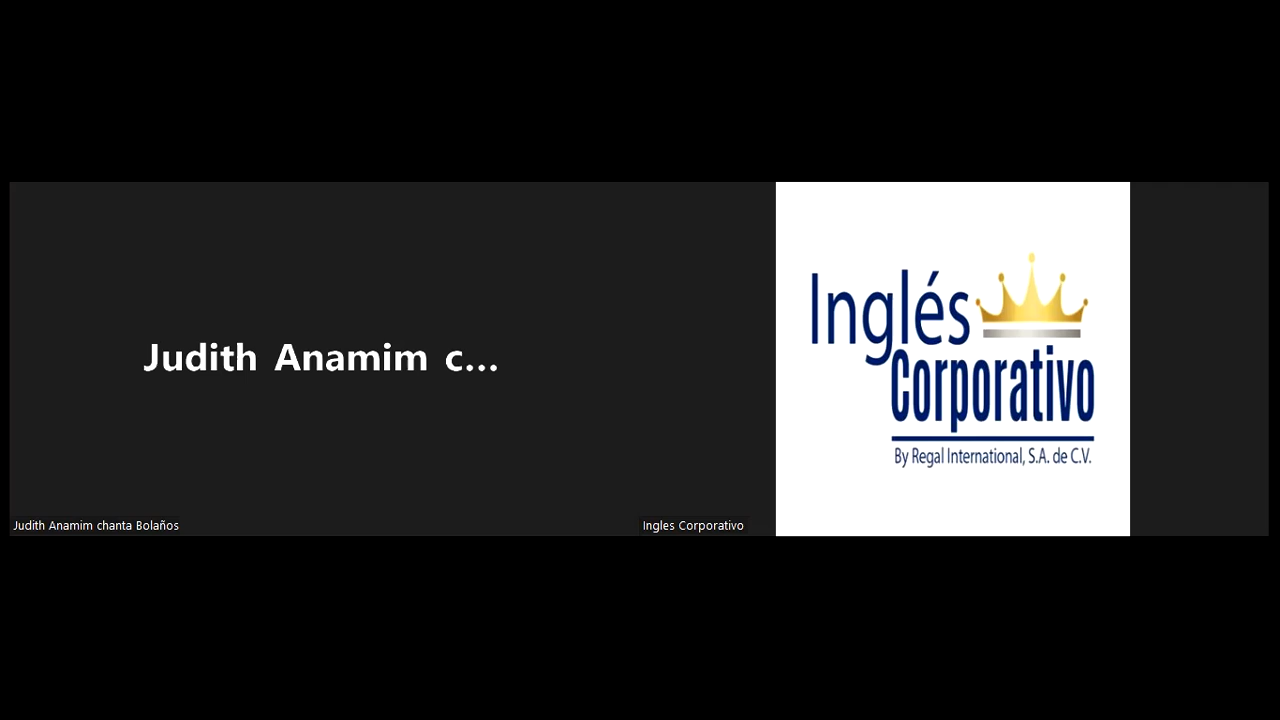 Judith Anamim c...
Judith Anamim chanta Bolaños
Inglés
Corporativo
By Regal International, S.A. de C.V.
Ingles Corporativo